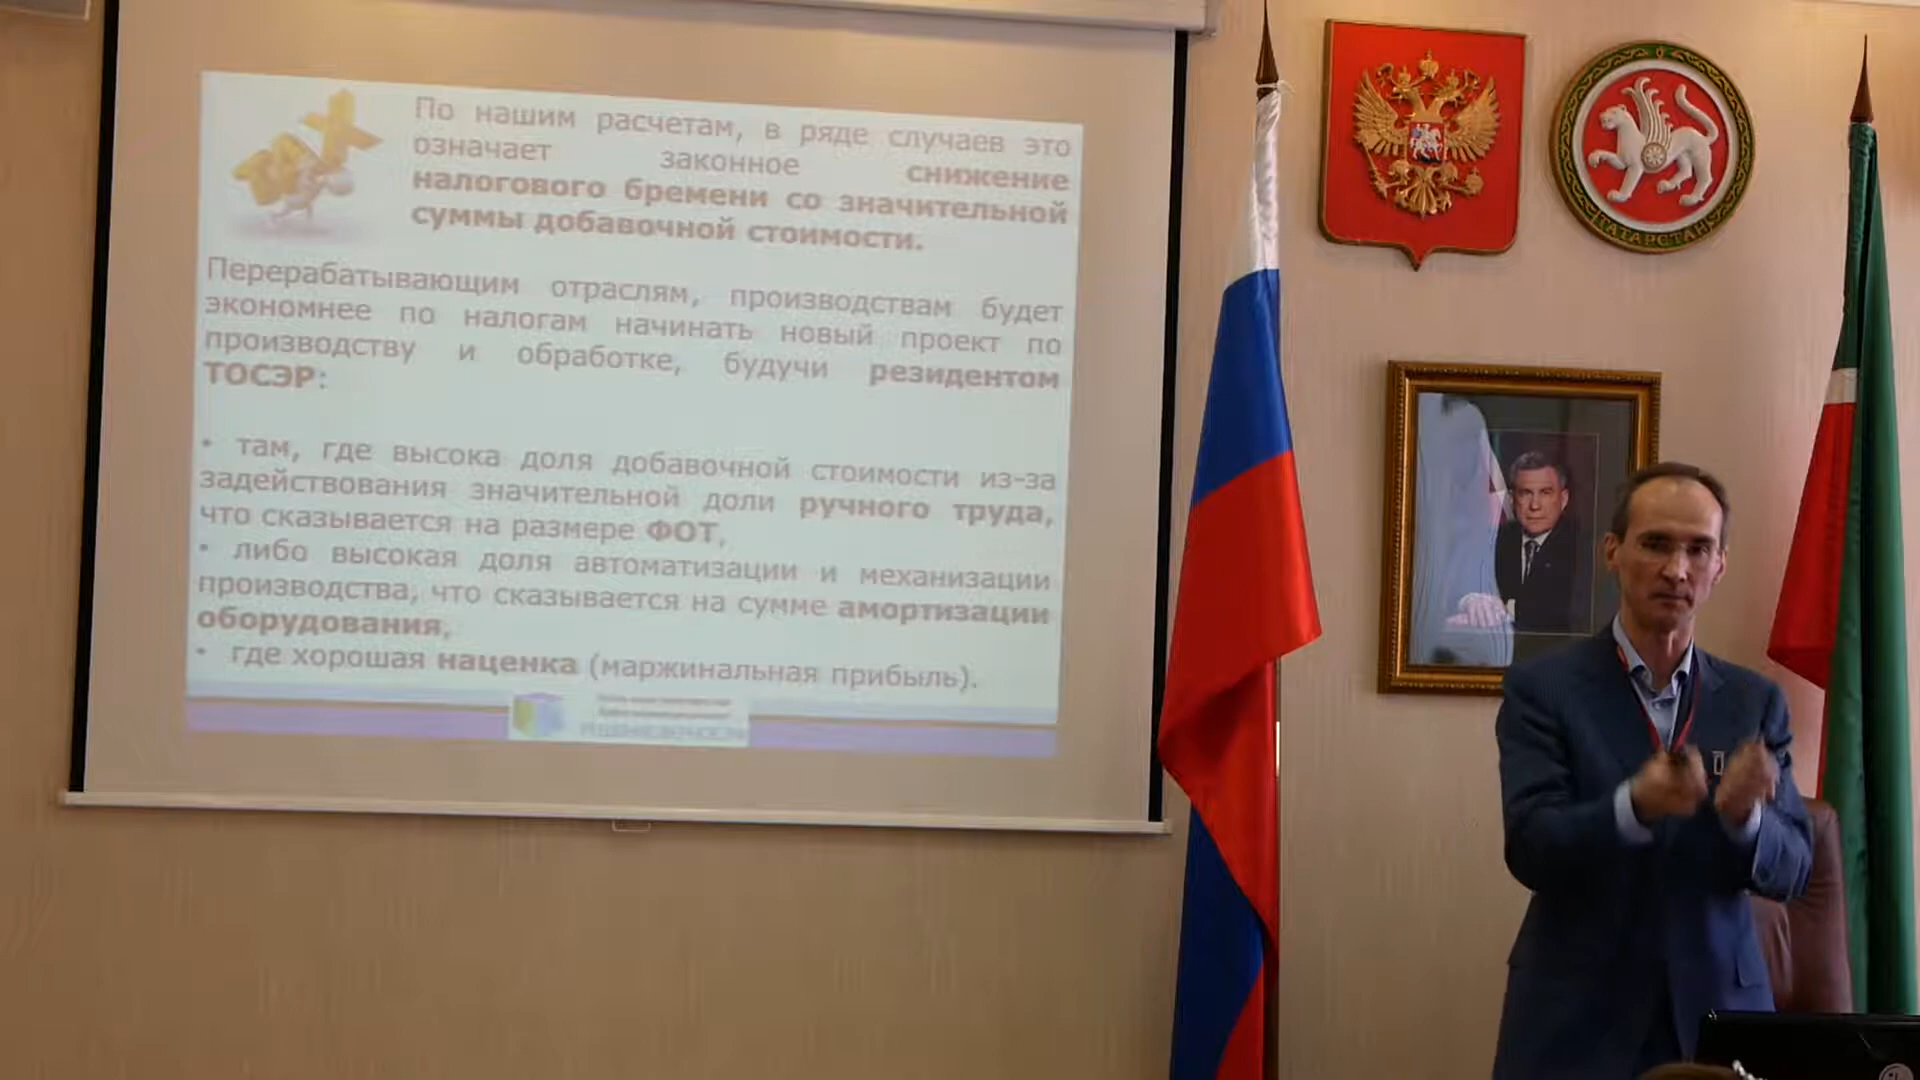 По нашим расчетам, в ряде случаев это
означает законное снижение
налогового бремени со значительной
суммы добавочной стоимости.
Перерабатывающим отраслям, производствам будет
экономнее по налогам начинать новый проект по
производству и обработке, будучи резидентом
ТОСЭР:
• там, где высока доля добавочной стоимости из-за
задействования значительной доли ручного труда,
что сказывается на размере ФОТ,
• либо высокая доля автоматизации и механизации
производства, что сказывается на сумме амортизации
оборудования,
• где хорошая наценка (маржинальная прибыль).
ТАТАРСТАН